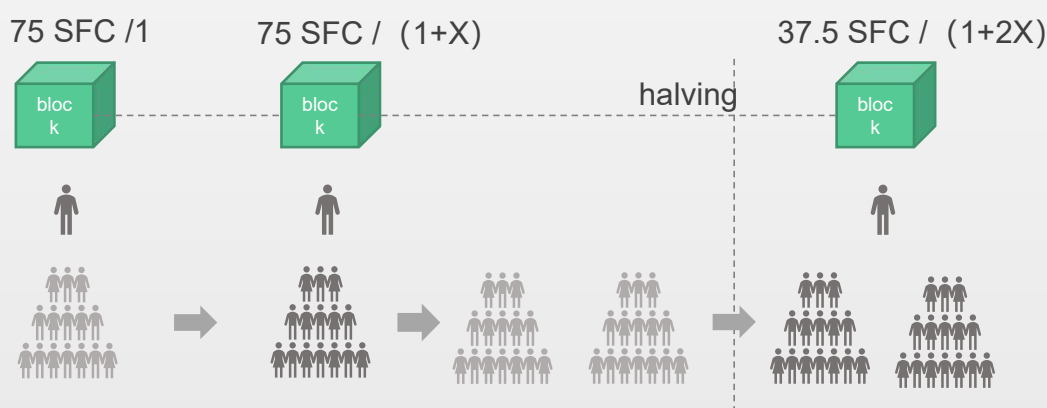 75 SFC /1
75 SFC / (1+X)
37.5 SFC / (1+2X)
halving
bloc
k
bloc
k
bloc
k